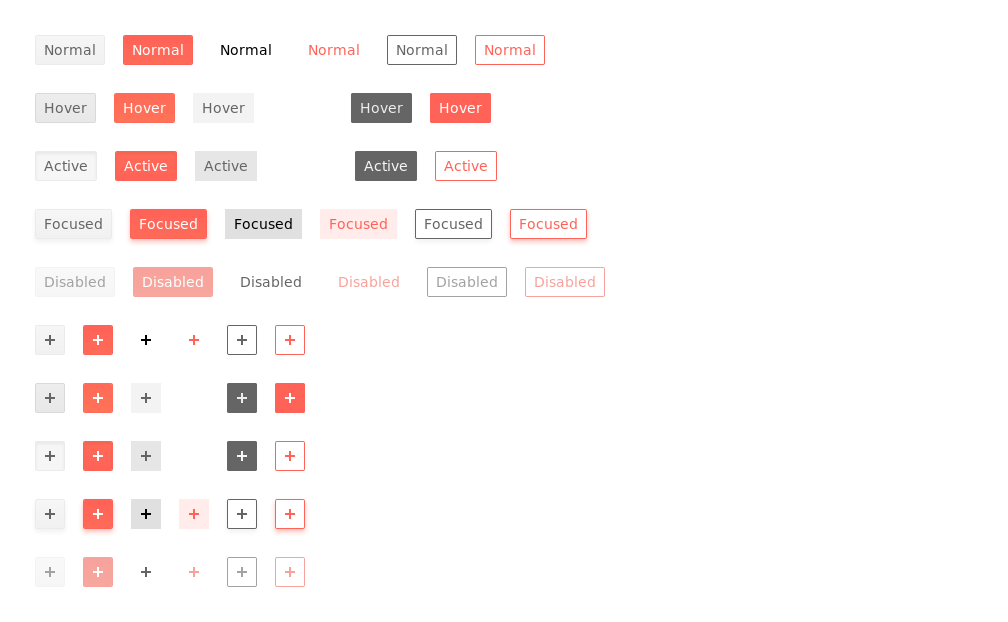 Normal Normal Normal Normal Normal Normal
Hover Hover Hover Hover Hover
Active Active Active Active Active
Focused Focused Focused Focused Focused Focused
Disabled Disabled Disabled Disabled Disabled Disabled
+ + + + + +
+ + + + +
+ + + + +
+ + + + + +
+ + + + + +